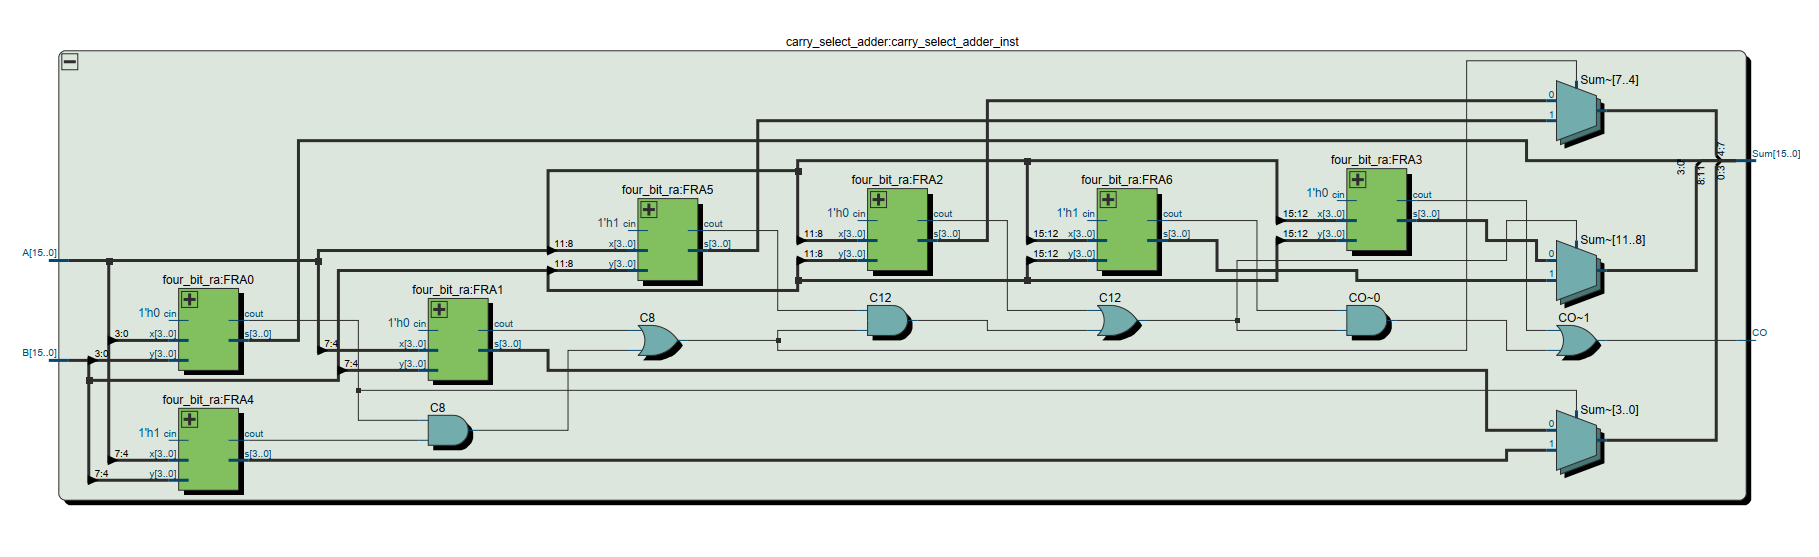 carry_select_adder:carry_select_adder_inst
Sum~[7..4]
0
1
Sum[15..0]
4:7
3:0
8:11
0:3
four_bit_ra:FRA3
1'h0 cin
cout
15:12 x[3..0]
s[3..0]
15:12 y[3..0]
four_bit_ra:FRA5
1'h1 cin
cout
11:8 x[3..0]
s[3..0]
11:8 y[3..0]
four_bit_ra:FRA2
1'h0 cin
cout
11:8 x[3..0]
s[3..0]
11:8 y[3..0]
four_bit_ra:FRA6
1'h1 cin
cout
15:12 x[3..0]
s[3..0]
15:12 y[3..0]
Sum~[11..8]
0
1
A[15..0]
B[15..0]
four_bit_ra:FRA0
1'h0 cin
cout
3:0 x[3..0]
s[3..0]
3:0 y[3..0]
four_bit_ra:FRA1
1'h0 cin
cout
7:4 x[3..0]
s[3..0]
7:4 y[3..0]
C8
C12
C12
CO~0
CO~1
CO
four_bit_ra:FRA4
1'h1 cin
cout
7:4 x[3..0]
s[3..0]
7:4 y[3..0]
C8
Sum~[3..0]
0
1